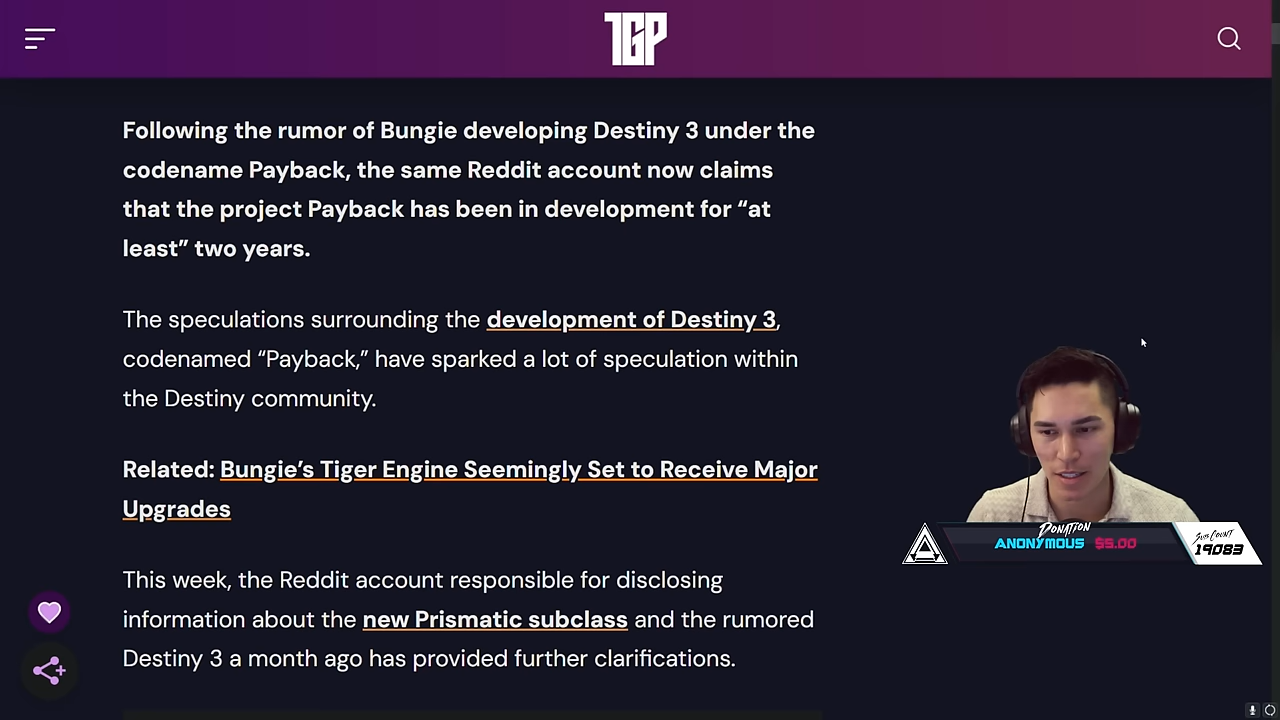 TGP
Following the rumor of Bungie developing Destiny 3 under the
codename Payback, the same Reddit account now claims
that the project Payback has been in development for “at
least” two years.
The speculations surrounding the development of Destiny 3,
codenamed “Payback,” have sparked a lot of speculation within
the Destiny community.
Related: Bungie’s Tiger Engine Seemingly Set to Receive Major
Upgrades
This week, the Reddit account responsible for disclosing
information about the new Prismatic subclass and the rumored
Destiny 3 a month ago has provided further clarifications.
DONATION
ANONYMOUS $5.00
SUB COUNT
19083